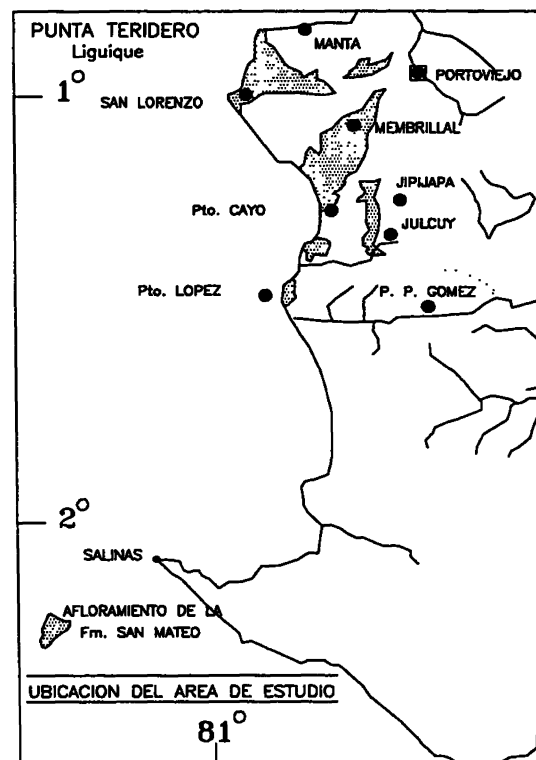 PUNTA TERIDERO
Liguique
MANTA
PORTOVIEJO
1°
SAN LORENZO
MEMBRILLAL
JIPIJAPA
Pto. CAYO
JULCUY
Pto. LOPEZ
P. P. GOMEZ
2°
SALINAS
AFLORAMIENTO DE LA
Fm. SAN MATEO
UBICACION DEL AREA DE ESTUDIO
81°